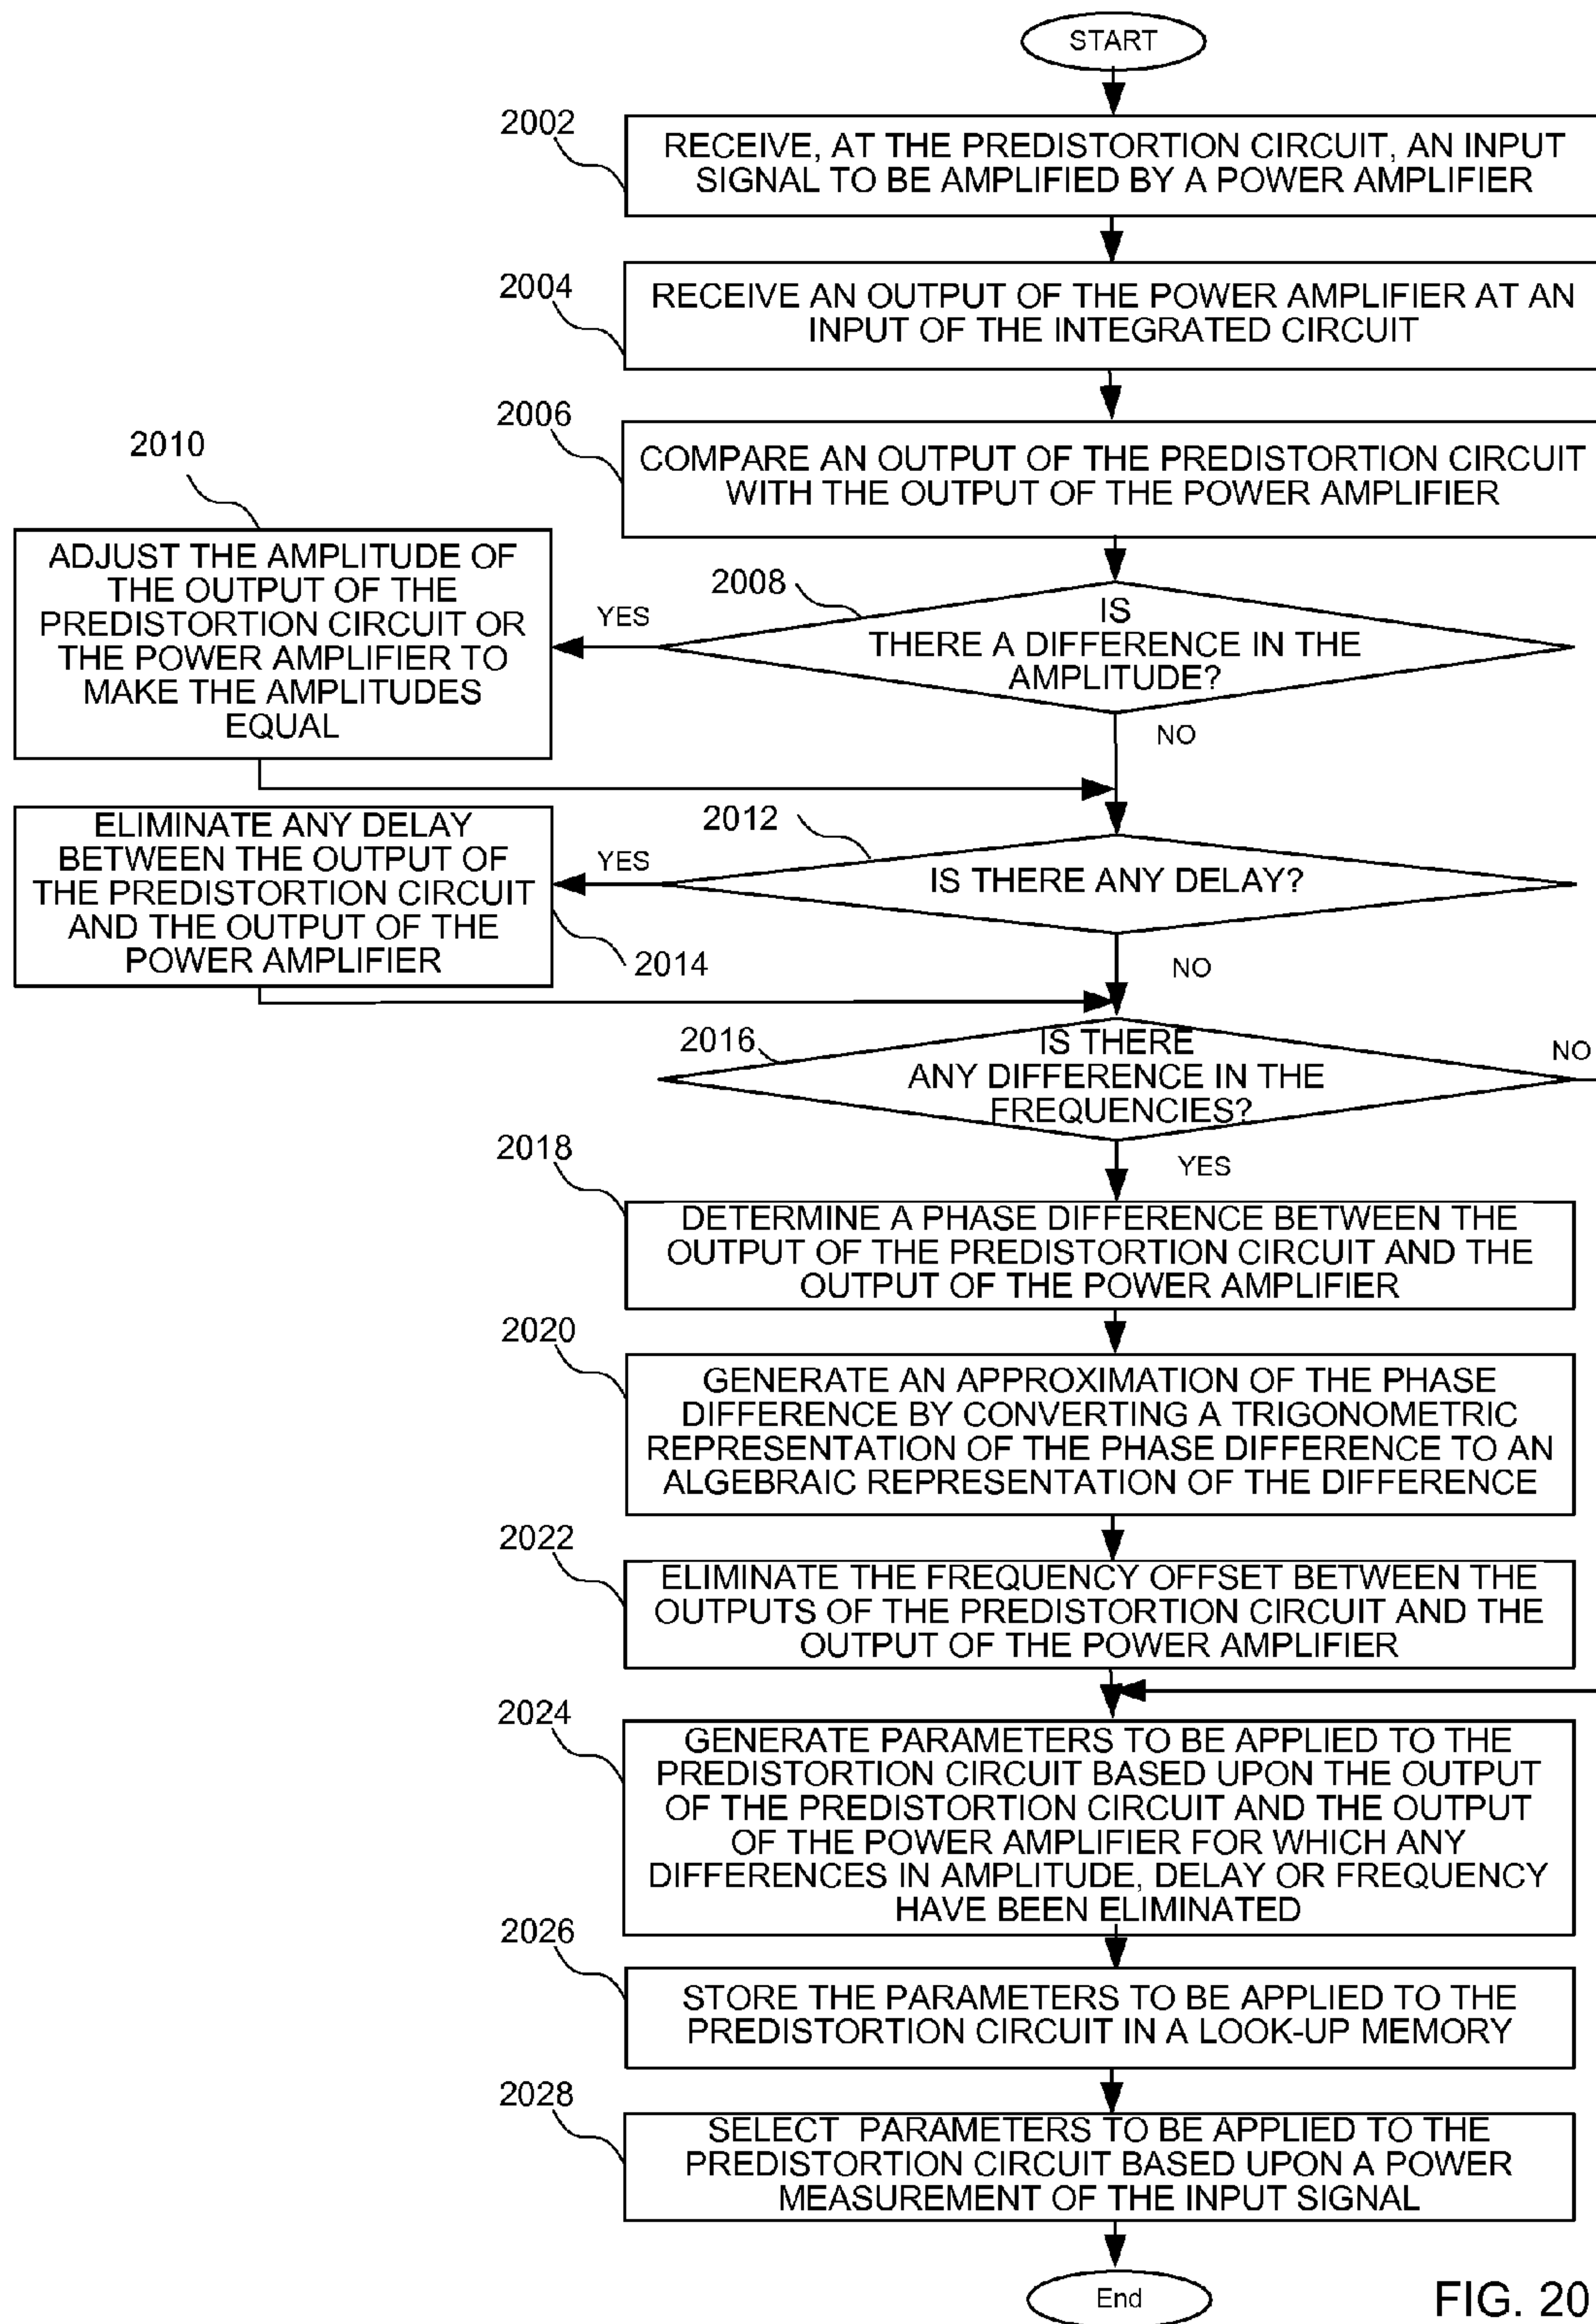 START
2002
RECEIVE, AT THE PREDISTORTION CIRCUIT, AN INPUT
SIGNAL TO BE AMPLIFIED BY A POWER AMPLIFIER
2004
RECEIVE AN OUTPUT OF THE POWER AMPLIFIER AT AN
INPUT OF THE INTEGRATED CIRCUIT
2006
COMPARE AN OUTPUT OF THE PREDISTORTION CIRCUIT
WITH THE OUTPUT OF THE POWER AMPLIFIER
2008
IS
THERE A DIFFERENCE IN THE
AMPLITUDE?
YES
NO
2010
ADJUST THE AMPLITUDE OF
THE OUTPUT OF THE
PREDISTORTION CIRCUIT OR
THE POWER AMPLIFIER TO
MAKE THE AMPLITUDES
EQUAL
2012
IS THERE ANY DELAY?
YES
NO
ELIMINATE ANY DELAY
BETWEEN THE OUTPUT OF
THE PREDISTORTION CIRCUIT
AND THE OUTPUT OF THE
POWER AMPLIFIER
2014
2016
IS THERE
ANY DIFFERENCE IN THE
FREQUENCIES?
NO
YES
2018
DETERMINE A PHASE DIFFERENCE BETWEEN THE
OUTPUT OF THE PREDISTORTION CIRCUIT AND THE
OUTPUT OF THE POWER AMPLIFIER
2020
GENERATE AN APPROXIMATION OF THE PHASE
DIFFERENCE BY CONVERTING A TRIGONOMETRIC
REPRESENTATION OF THE PHASE DIFFERENCE TO AN
ALGEBRAIC REPRESENTATION OF THE DIFFERENCE
2022
ELIMINATE THE FREQUENCY OFFSET BETWEEN THE
OUTPUTS OF THE PREDISTORTION CIRCUIT AND THE
OUTPUT OF THE POWER AMPLIFIER
2024
GENERATE PARAMETERS TO BE APPLIED TO THE
PREDISTORTION CIRCUIT BASED UPON THE OUTPUT
OF THE PREDISTORTION CIRCUIT AND THE OUTPUT
OF THE POWER AMPLIFIER FOR WHICH ANY
DIFFERENCES IN AMPLITUDE, DELAY OR FREQUENCY
HAVE BEEN ELIMINATED
2026
STORE THE PARAMETERS TO BE APPLIED TO THE
PREDISTORTION CIRCUIT IN A LOOK-UP MEMORY
2028
SELECT PARAMETERS TO BE APPLIED TO THE
PREDISTORTION CIRCUIT BASED UPON A POWER
MEASUREMENT OF THE INPUT SIGNAL
End
FIG. 20